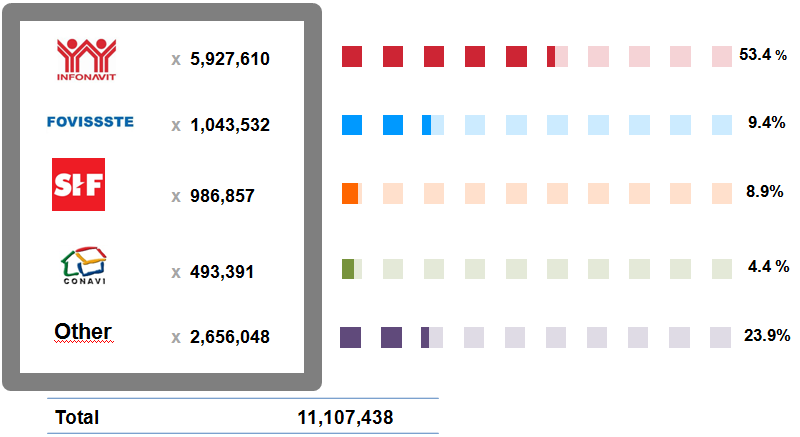 INFONAVIT
x 5,927,610
53.4 %
FOVISSSTE
x 1,043,532
9.4%
SHF
x 986,857
8.9%
CONAVI
x 493,391
4.4 %
Other
x 2,656,048
23.9%
Total 11,107,438